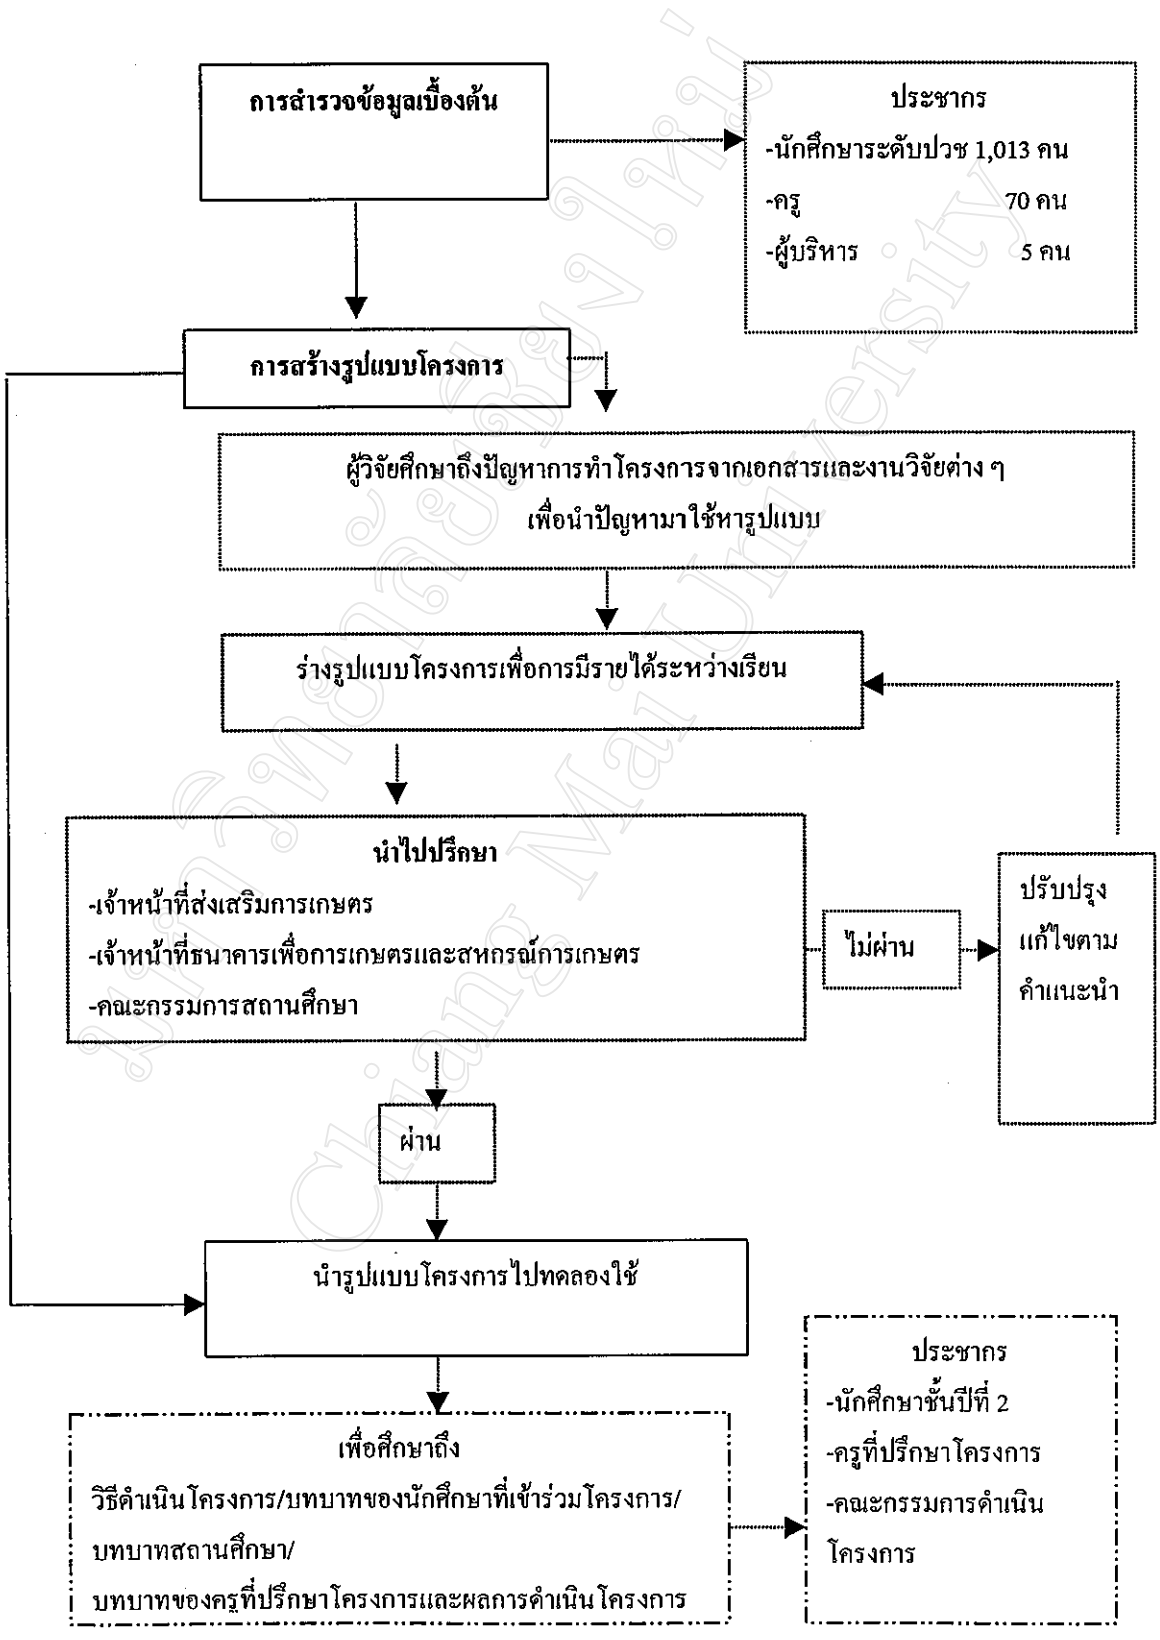 การสำรวจข้อมูลเบื้องต้น
ประชากร
-นักศึกษาระดับปวช 1,013 คน
-ครู 70 คน
-ผู้บริหาร 5 คน
การสร้างรูปแบบโครงการ
ผู้วิจัยศึกษาถึงปัญหาการทำโครงการจากเอกสารและงานวิจัยต่าง ๆ
เพื่อนำปัญหามาใช้หารูปแบบ
ร่างรูปแบบโครงการเพื่อการมีรายได้ระหว่างเรียน
นำไปปรึกษา
-เจ้าหน้าที่ส่งเสริมการเกษตร
-เจ้าหน้าที่ธนาคารเพื่อการเกษตรและสหกรณ์การเกษตร
-คณะกรรมการสถานศึกษา
ไม่ผ่าน
ปรับปรุง
แก้ไขตาม
คำแนะนำ
ผ่าน
นำรูปแบบโครงการไปทดลองใช้
ประชากร
-นักศึกษาชั้นปีที่ 2
-ครูที่ปรึกษาโครงการ
-คณะกรรมการดำเนิน
โครงการ
เพื่อศึกษาถึง
วิธีดำเนินโครงการ/บทบาทของนักศึกษาที่เข้าร่วมโครงการ/
บทบาทสถานศึกษา/
บทบาทของครูที่ปรึกษาโครงการและผลการดำเนินโครงการ
มหาวิทยาลัยเชียงใหม่
Chiang Mai University